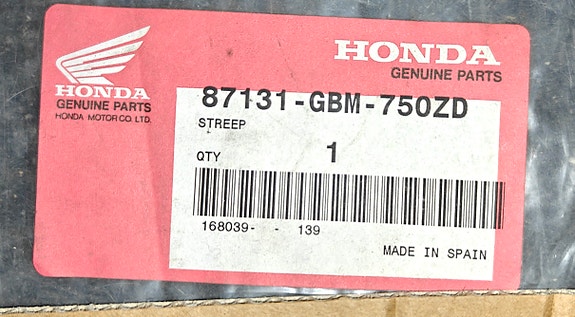 HONDA
GENUINE PARTS
HONDA
GENUINE PARTS
HONDA MOTOR CO. LTD.
87131-GBM-750ZD
STREEP
QTY 1
168039- - 139
MADE IN SPAIN